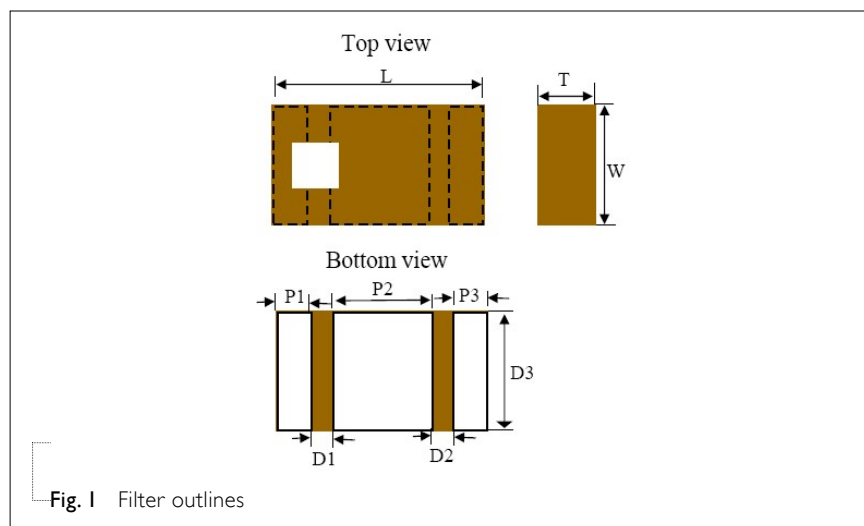 Top view
L
T
W
Bottom view
P1 P2 P3
D3
D1 D2
Fig. 1 Filter outlines